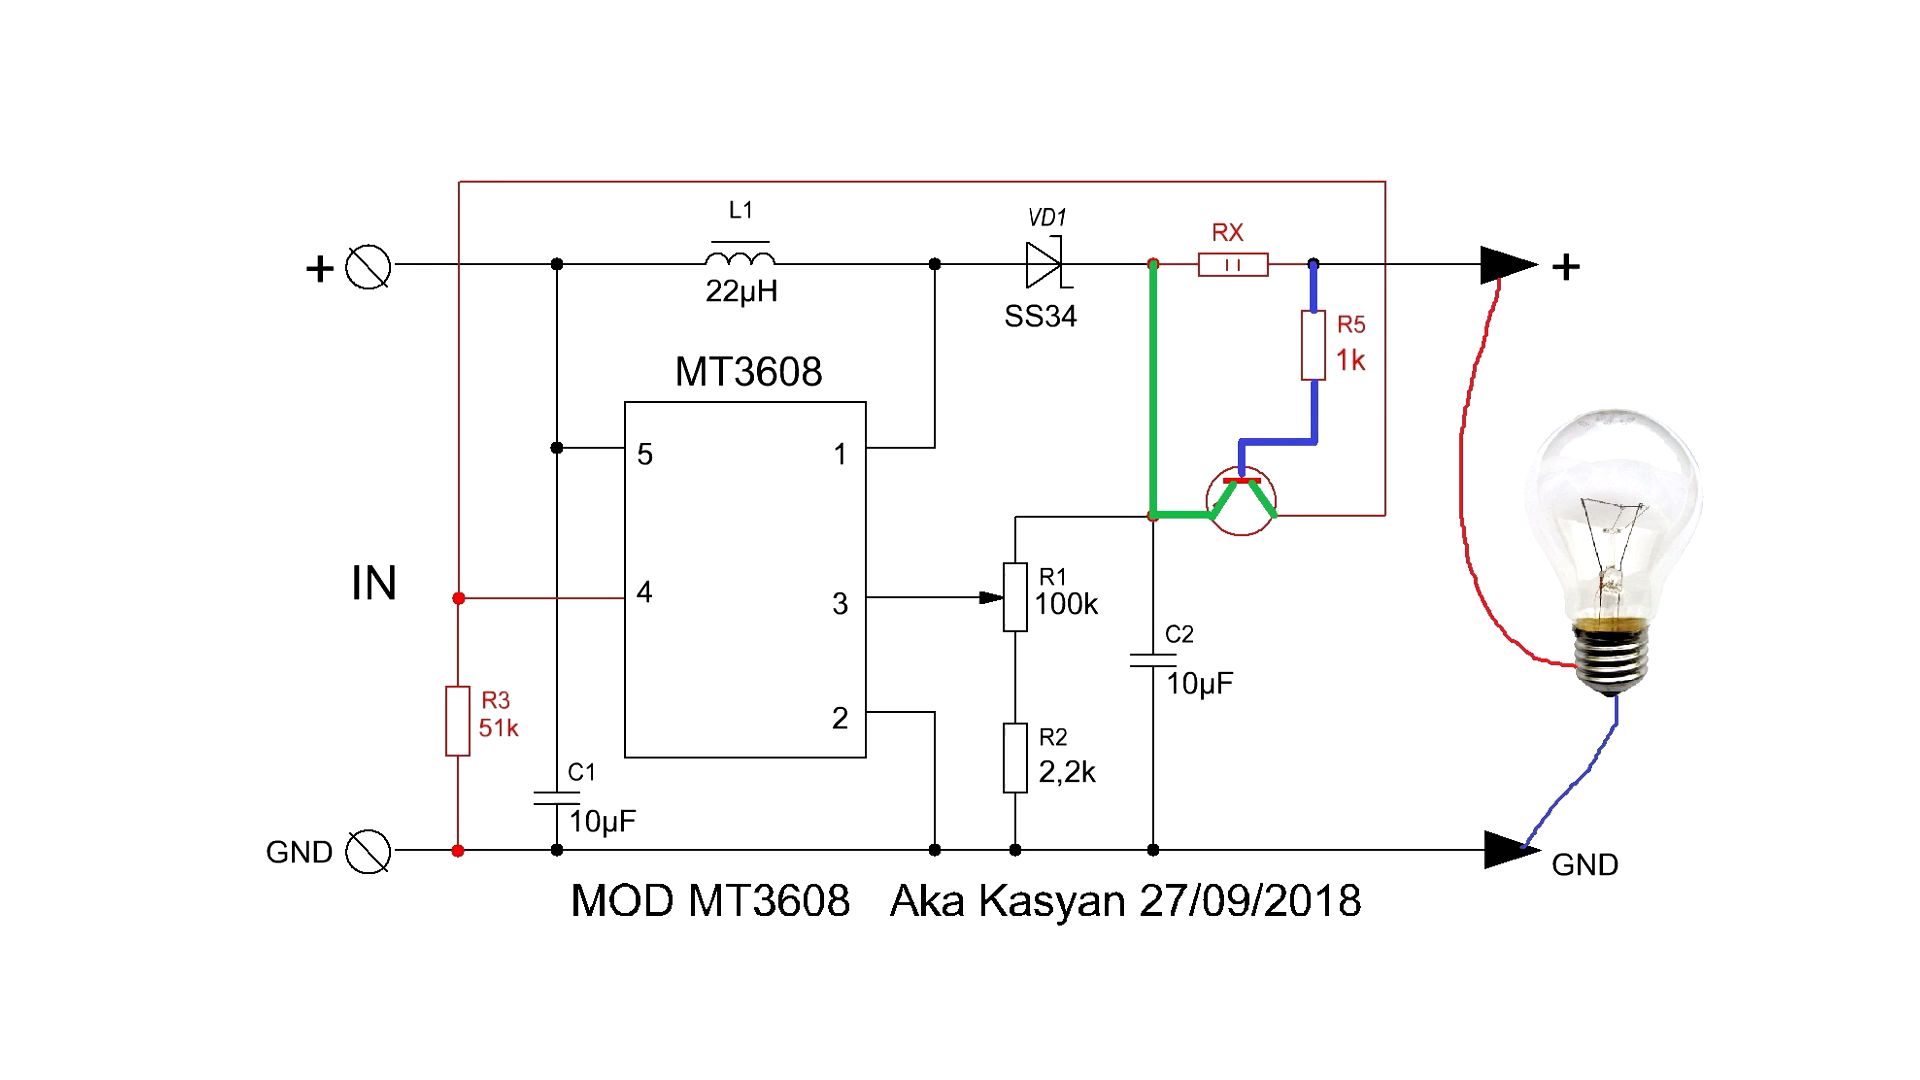 L1
22µH
VD1
SS34
RX
+
+
R5
1k
MT3608
5
1
4
3
2
IN
R1
100k
C2
10µF
R3
51k
R2
2,2k
C1
10µF
GND
GND
MOD MT3608 Aka Kasyan 27/09/2018